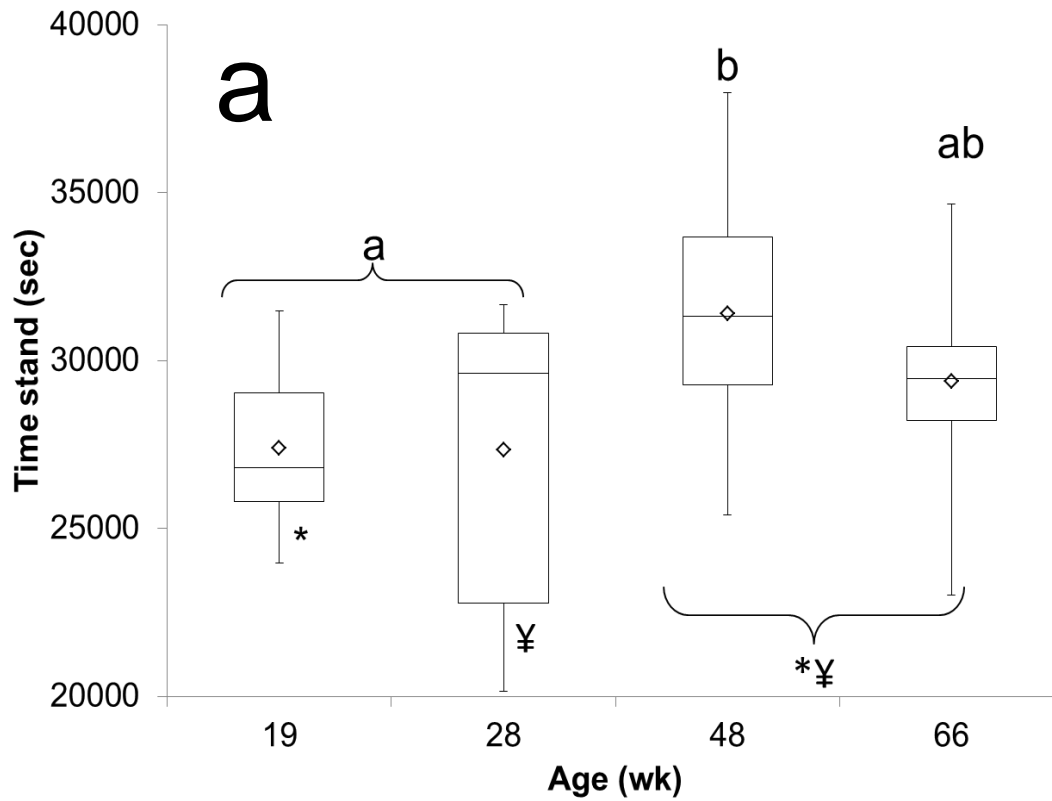 40000
35000
30000
25000
20000
Time stand (sec)
a
a
b
ab
*
¥
*¥
19 28 48 66
Age (wk)